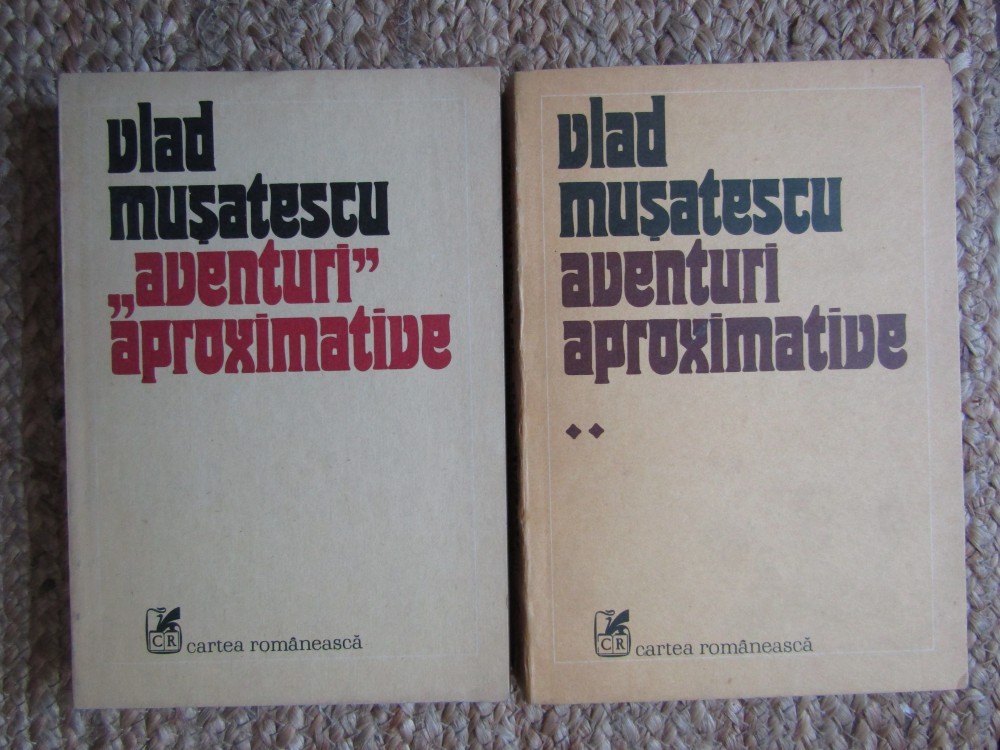 vlad
mușatescu
„aventuri”
aproximative
CR
cartea românească
vlad
mușatescu
aventuri
aproximative
CR
cartea românească